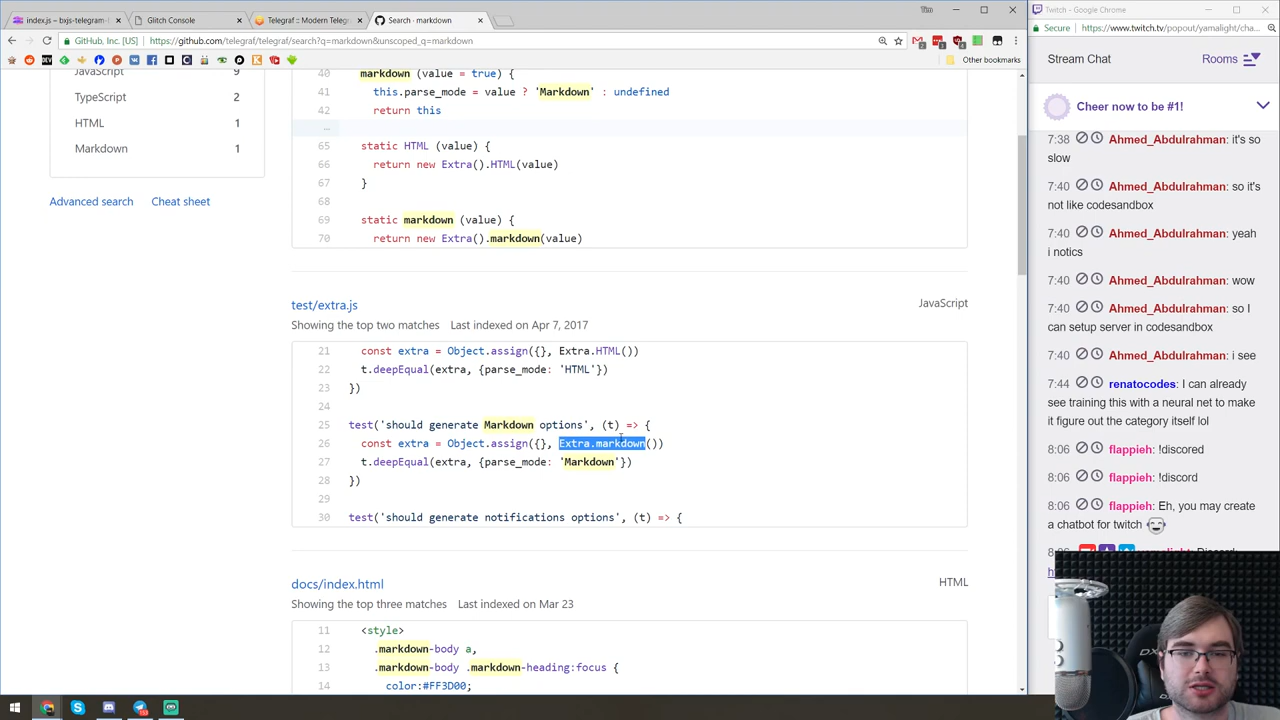 index.js — bxjs-telegram-
Glitch Console
Telegraf :: Modern Telegra
Search · markdown
Tim
GitHub, Inc. [US]
https://github.com/telegraf/telegraf/search?q=markdown&unscoped_q=markdown
Other bookmarks
JavaScript 9
TypeScript 2
HTML 1
Markdown 1
Advanced search Cheat sheet
40 markdown (value = true) {
41 this.parse_mode = value ? 'Markdown' : undefined
42 return this
…
65 static HTML (value) {
66 return new Extra().HTML(value)
67 }
68
69 static markdown (value) {
70 return new Extra().markdown(value)
test/extra.js
JavaScript
Showing the top two matches Last indexed on Apr 7, 2017
21 const extra = Object.assign({}, Extra.HTML())
22 t.deepEqual(extra, {parse_mode: 'HTML'})
23 })
24
25 test('should generate Markdown options', (t) => {
26 const extra = Object.assign({}, Extra.markdown())
27 t.deepEqual(extra, {parse_mode: 'Markdown'})
28 })
29
30 test('should generate notifications options', (t) => {
docs/index.html
HTML
Showing the top three matches Last indexed on Mar 23
11 <style>
12 .markdown-body a,
13 .markdown-body .markdown-heading:focus {
14 color:#FF3D00;
Twitch - Google Chrome
Secure https://www.twitch.tv/popout/yamalight/cha...
Stream Chat
Rooms
Cheer now to be #1!
7:38 Ahmed_Abdulrahman: it's so
slow
7:40 Ahmed_Abdulrahman: so it's
not like codesandbox
7:40 Ahmed_Abdulrahman: yeah
i notics
7:40 Ahmed_Abdulrahman: wow
7:40 Ahmed_Abdulrahman: so I
can setup server in codesandbox
7:40 Ahmed_Abdulrahman: i see
7:44 renatocodes: I can already
see training this with a neural net to make
it figure out the category itself lol
8:06 flappieh: !discored
8:06 flappieh: !discord
8:06 flappieh: Eh, you may create
a chatbot for twitch